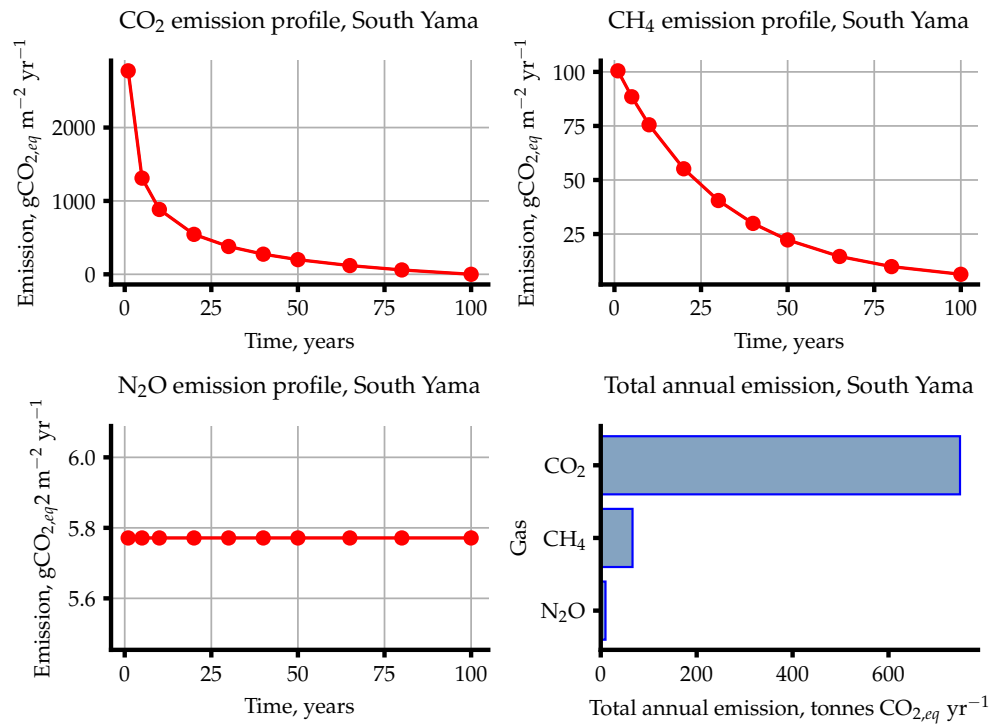 CO₂ emission profile, South Yama
Emission, gCO₂,eq m⁻² yr⁻¹
2000
1000
0
0 25 50 75 100
Time, years
CH₄ emission profile, South Yama
Emission, gCO₂,eq m⁻² yr⁻¹
100
75
50
25
0 25 50 75 100
Time, years
N₂O emission profile, South Yama
Emission, gCO₂,eq2 m⁻² yr⁻¹
6.0
5.8
5.6
0 25 50 75 100
Time, years
Total annual emission, South Yama
Gas
CO₂
CH₄
N₂O
0 200 400 600
Total annual emission, tonnes CO₂,eq yr⁻¹